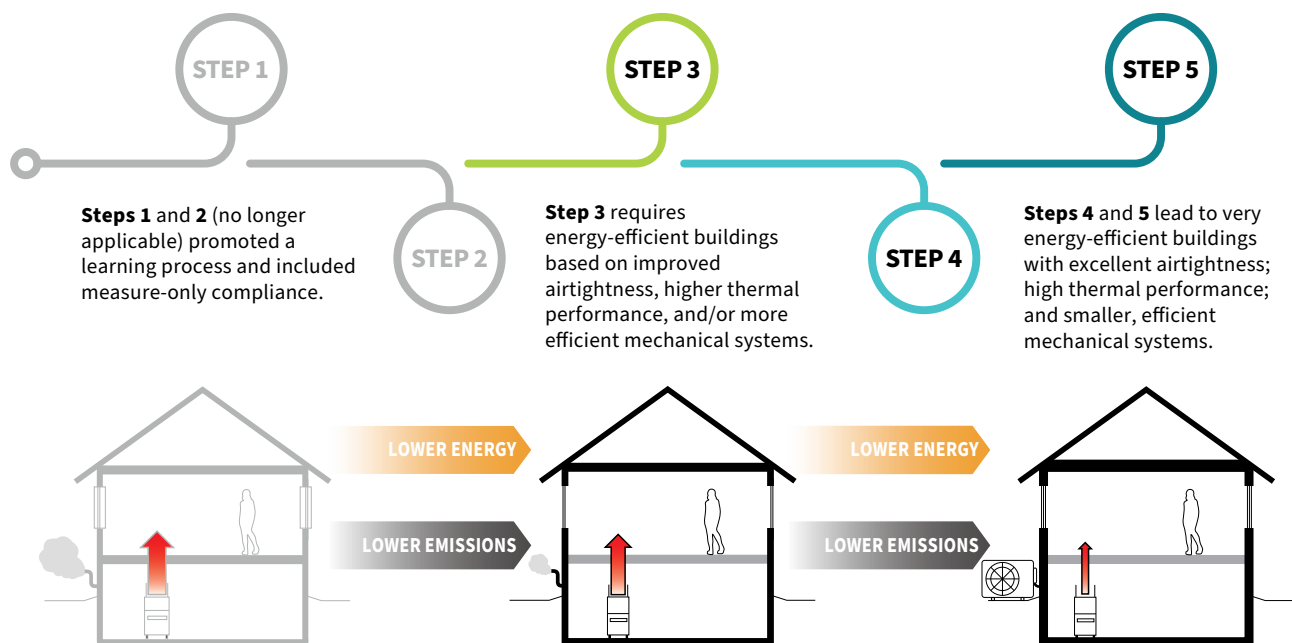 STEP 1
STEP 3
STEP 5
STEP 2
STEP 4
Steps 1 and 2 (no longer
applicable) promoted a
learning process and included
measure-only compliance.
Step 3 requires
energy-efficient buildings
based on improved
airtightness, higher thermal
performance, and/or more
efficient mechanical systems.
Steps 4 and 5 lead to very
energy-efficient buildings
with excellent airtightness;
high thermal performance;
and smaller, efficient
mechanical systems.
LOWER ENERGY
LOWER ENERGY
LOWER EMISSIONS
LOWER EMISSIONS